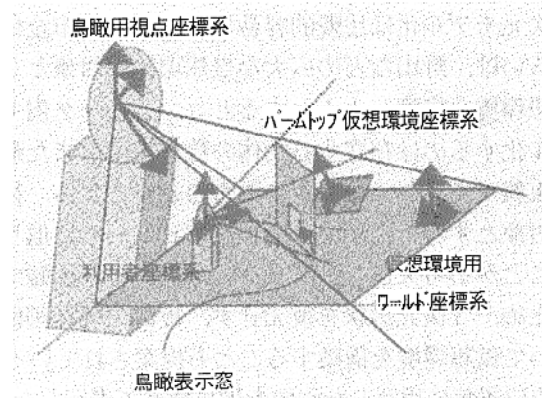 鳥瞰用視点座標系
パームトップ仮想環境座標系
利用者座標系
仮想環境用
ワールド座標系
鳥瞰表示窓